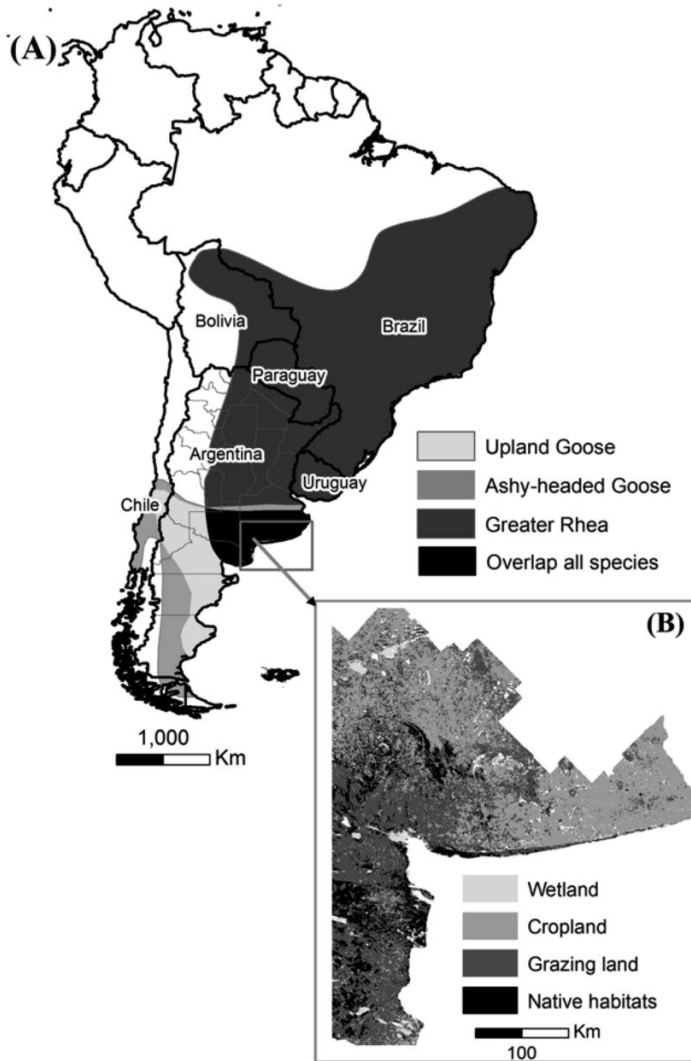 (A)
Bolivia
Brazil
Paraguay
Argentina
Uruguay
Chile
Upland Goose
Ashy-headed Goose
Greater Rhea
Overlap all species
1,000
Km
(B)
Wetland
Cropland
Grazing land
Native habitats
Km
100